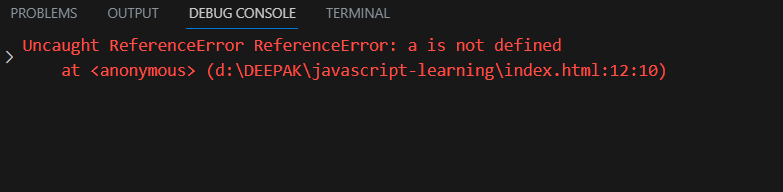 PROBLEMS OUTPUT DEBUG CONSOLE TERMINAL
Uncaught ReferenceError ReferenceError: a is not defined
at <anonymous> (d:\DEEPAK\javascript-learning\index.html:12:10)